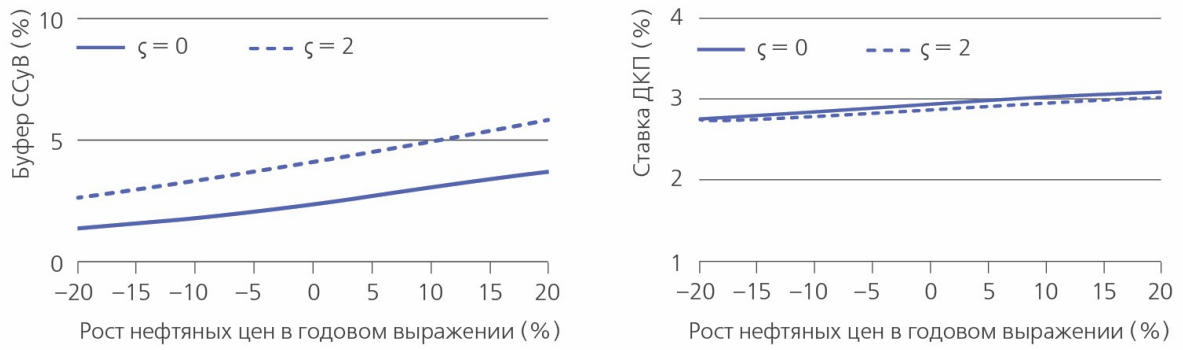 Буфер ССуВ (%)
10
5
0
ς = 0
ς = 2
−20 −15 −10 −5 0 5 10 15 20
Рост нефтяных цен в годовом выражении (%)
Ставка ДКП (%)
4
3
2
1
ς = 0
ς = 2
−20 −15 −10 −5 0 5 10 15 20
Рост нефтяных цен в годовом выражении (%)